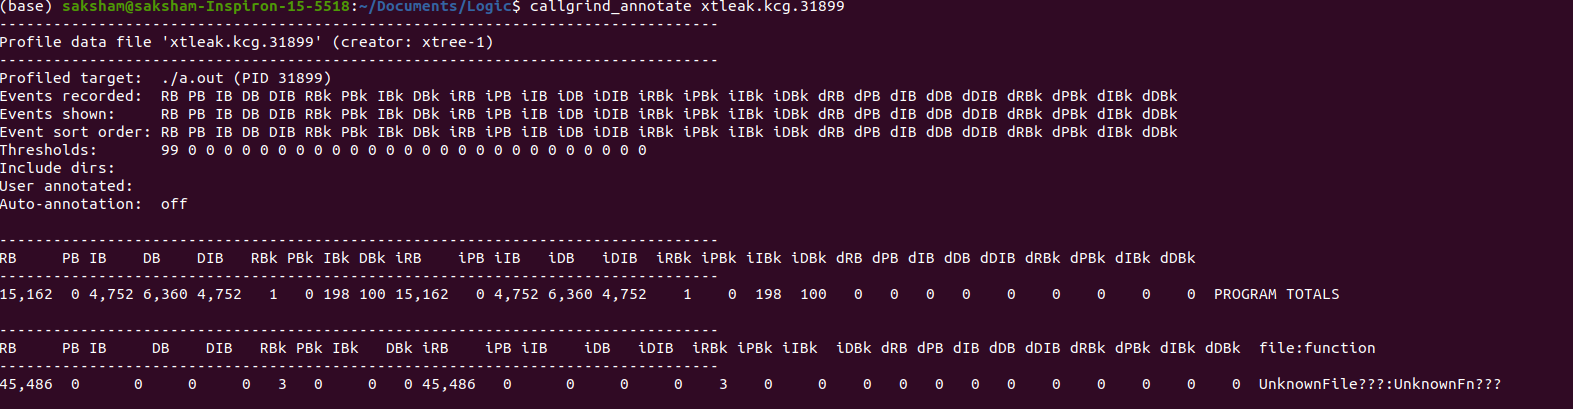 (base) saksham@saksham-Inspiron-15-5518:~/Documents/Logic$ callgrind_annotate xtleak.kcg.31899
--------------------------------------------------------------------------------
Profile data file 'xtleak.kcg.31899' (creator: xtree-1)
--------------------------------------------------------------------------------
Profiled target:  ./a.out (PID 31899)
Events recorded:  RB PB IB DB DIB RBk PBk IBk DBk iRB iPB iIB iDB iDIB iRBk iPBk iIBk iDBk dRB dPB dIB dDB dDIB dRBk dPBk dIBk dDBk
Events shown:     RB PB IB DB DIB RBk PBk IBk DBk iRB iPB iIB iDB iDIB iRBk iPBk iIBk iDBk dRB dPB dIB dDB dDIB dRBk dPBk dIBk dDBk
Event sort order: RB PB IB DB DIB RBk PBk IBk DBk iRB iPB iIB iDB iDIB iRBk iPBk iIBk iDBk dRB dPB dIB dDB dDIB dRBk dPBk dIBk dDBk
Thresholds:       99 0 0 0 0 0 0 0 0 0 0 0 0 0 0 0 0 0 0 0 0 0 0 0 0 0 0
Include dirs:
User annotated:
Auto-annotation:  off
--------------------------------------------------------------------------------
RB     PB IB    DB    DIB   RBk PBk IBk DBk iRB    iPB iIB   iDB   iDIB  iRBk iPBk iIBk iDBk dRB dPB dIB dDB dDIB dRBk dPBk dIBk dDBk
--------------------------------------------------------------------------------
15,162  0 4,752 6,360 4,752   1   0 198 100 15,162   0 4,752 6,360 4,752    1    0  198  100   0   0   0   0    0    0    0    0    0  PROGRAM TOTALS
--------------------------------------------------------------------------------
RB     PB IB     DB    DIB   RBk PBk IBk   DBk iRB    iPB iIB    iDB   iDIB  iRBk iPBk iIBk  iDBk dRB dPB dIB dDB dDIB dRBk dPBk dIBk dDBk  file:function
--------------------------------------------------------------------------------
45,486  0      0     0     0   3   0     0   0 45,486   0      0     0     0    3    0     0    0   0   0   0   0    0    0    0    0    0  UnknownFile???:UnknownFn???